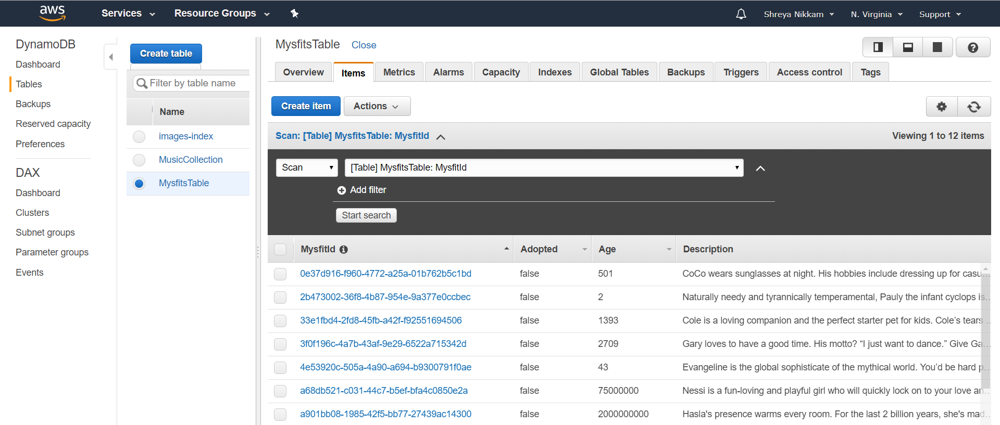 aws Services Resource Groups Shreya Nikkam N. Virginia Support
DynamoDB
Dashboard
Tables
Backups
Reserved capacity
Preferences
DAX
Dashboard
Clusters
Subnet groups
Parameter groups
Events
Create table
Filter by table name
Name
images-index
MusicCollection
MysfitsTable
MysfitsTable Close
Overview Items Metrics Alarms Capacity Indexes Global Tables Backups Triggers Access control Tags
Create item Actions
Scan: [Table] MysfitsTable: MysfitId Viewing 1 to 12 items
Scan [Table] MysfitsTable: MysfitId
Add filter
Start search
MysfitId Adopted Age Description
0e37d916-f960-4772-a25a-01b762b5c1bd false 501 CoCo wears sunglasses at night. His hobbies include dressing up for casu...
2b473002-36f8-4b87-954e-9a377e0ccbec false 2 Naturally needy and tyrannically temperamental, Pauly the infant cyclops is...
33e1fbd4-2fd8-45fb-a42f-f92551694506 false 1393 Cole is a loving companion and the perfect starter pet for kids. Cole’s tears ...
3f0f196c-4a7b-43af-9e29-6522a715342d false 2709 Gary loves to have a good time. His motto? “I just want to dance.” Give Ga...
4e53920c-505a-4a90-a694-b9300791f0ae false 43 Evangeline is the global sophisticate of the mythical world. You’d be hard p...
a68db521-c031-44c7-b5ef-bfa4c0850e2a false 75000000 Nessi is a fun-loving and playful girl who will quickly lock on to your love an...
a901bb08-1985-42f5-bb77-27439ac14300 false 2000000000 Hasla's presence warms every room. For the last 2 billion years, she's mad...